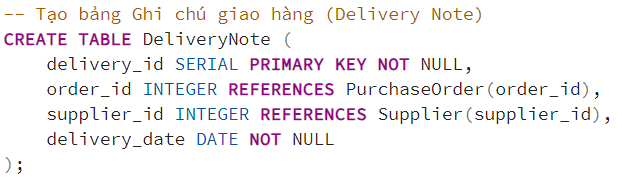 -- Tạo bảng Ghi chú giao hàng (Delivery Note)
CREATE TABLE DeliveryNote (
    delivery_id SERIAL PRIMARY KEY NOT NULL,
    order_id INTEGER REFERENCES PurchaseOrder(order_id),
    supplier_id INTEGER REFERENCES Supplier(supplier_id),
    delivery_date DATE NOT NULL
);